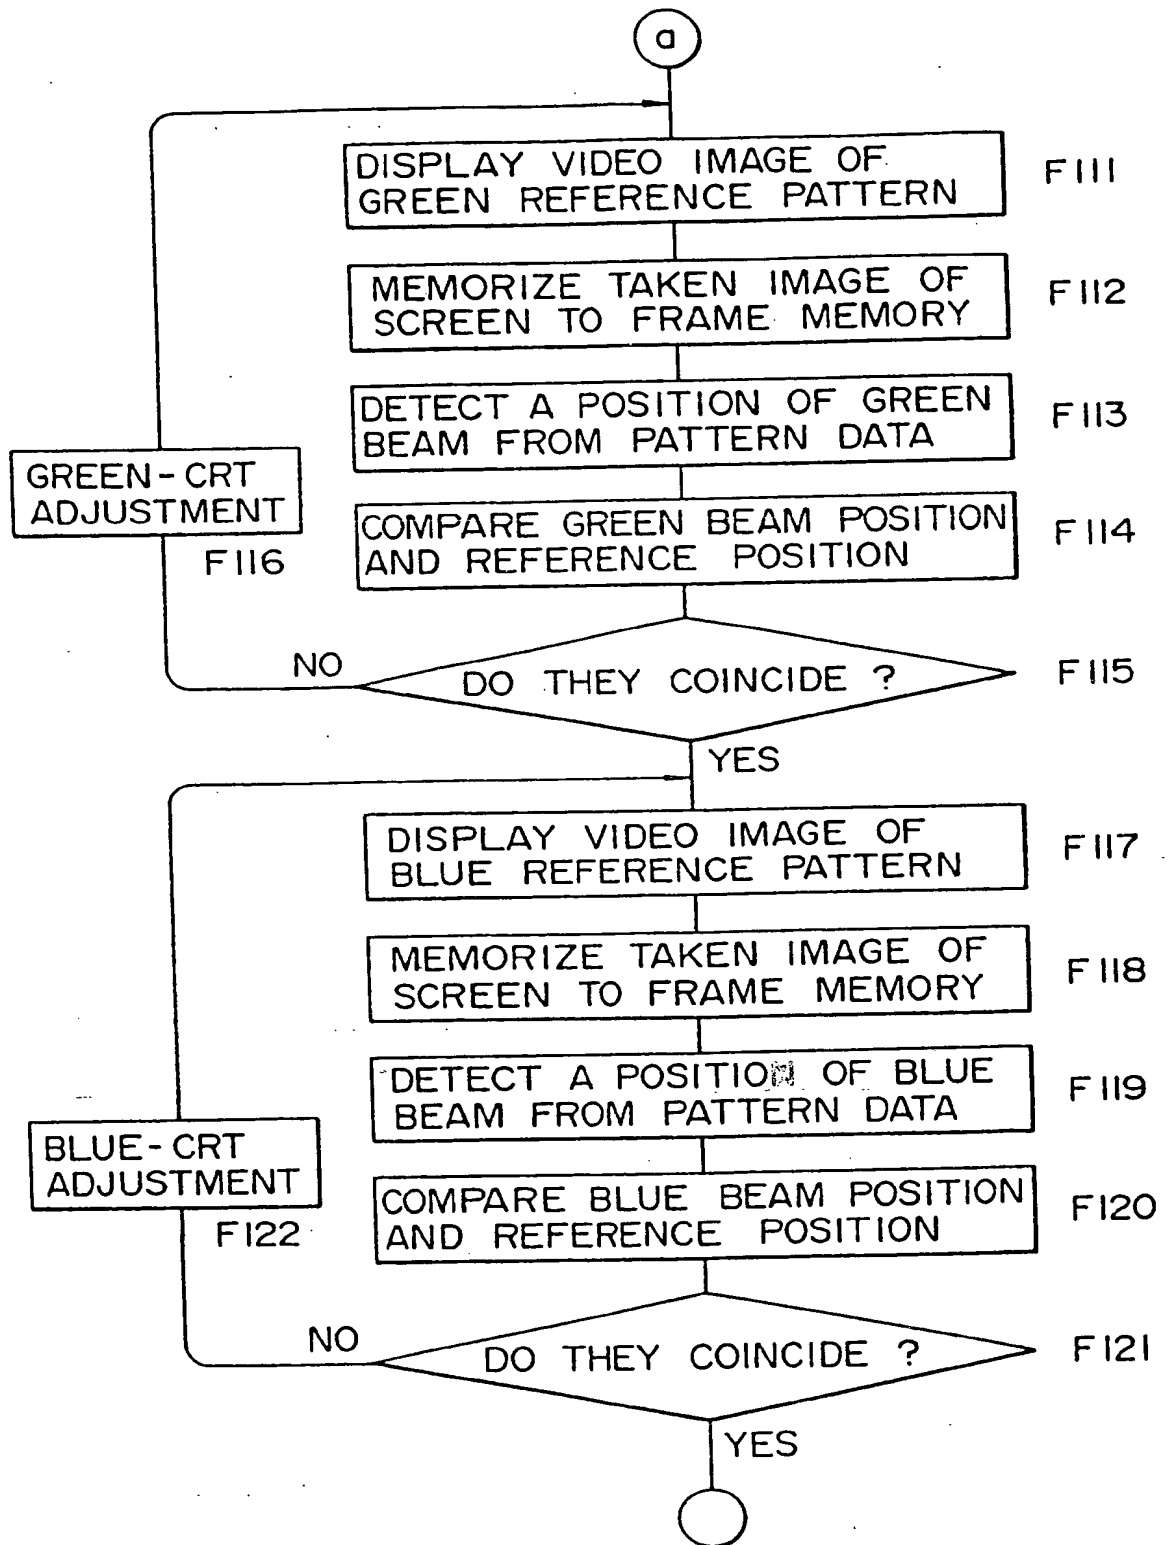 a
DISPLAY VIDEO IMAGE OF
GREEN REFERENCE PATTERN
F111
MEMORIZE TAKEN IMAGE OF
SCREEN TO FRAME MEMORY
F112
DETECT A POSITION OF GREEN
BEAM FROM PATTERN DATA
F113
GREEN-CRT
ADJUSTMENT
F116
COMPARE GREEN BEAM POSITION
AND REFERENCE POSITION
F114
NO
DO THEY COINCIDE ?
F115
YES
DISPLAY VIDEO IMAGE OF
BLUE REFERENCE PATTERN
F117
MEMORIZE TAKEN IMAGE OF
SCREEN TO FRAME MEMORY
F118
DETECT A POSITION OF BLUE
BEAM FROM PATTERN DATA
F119
BLUE-CRT
ADJUSTMENT
F122
COMPARE BLUE BEAM POSITION
AND REFERENCE POSITION
F120
NO
DO THEY COINCIDE ?
F121
YES